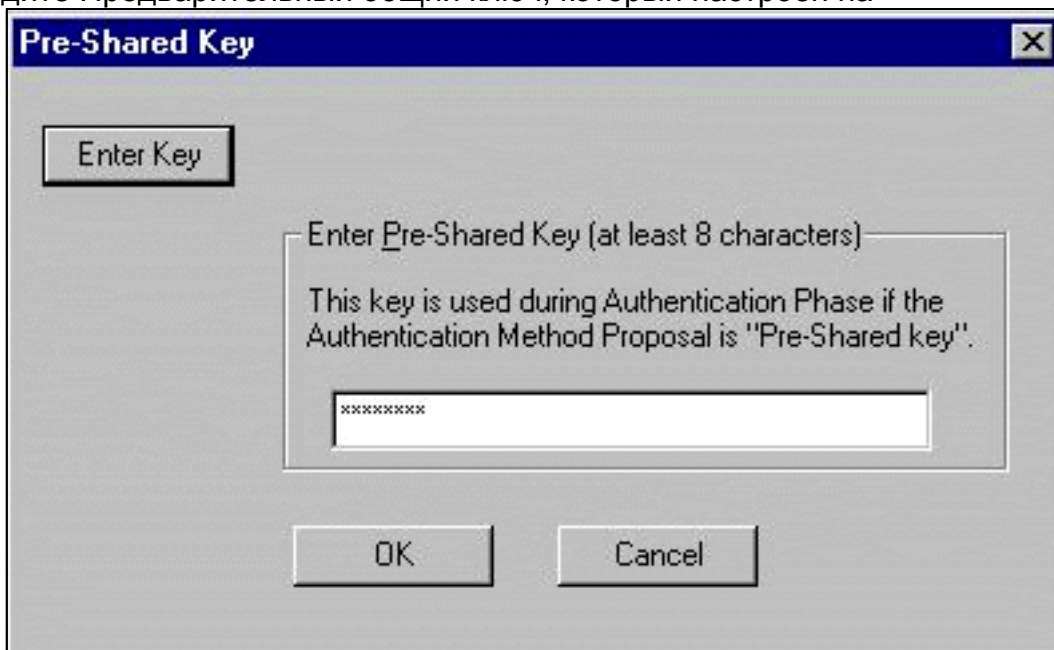 дите Предварительный общий ключ, который настроен на
Pre-Shared Key
Enter Key
Enter Pre-Shared Key (at least 8 characters)
This key is used during Authentication Phase if the
Authentication Method Proposal is "Pre-Shared key".
********
OK Cancel